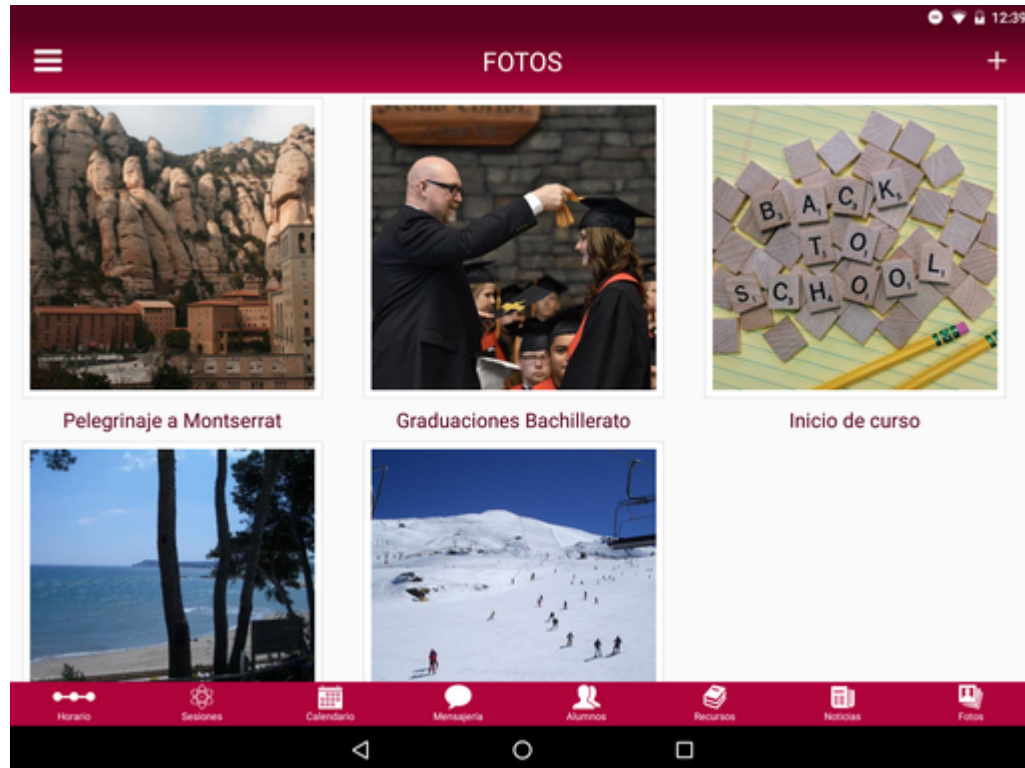 12:39
FOTOS
BACK
TO
SCHOOL
Pelegrinaje a Montserrat
Graduaciones Bachillerato
Inicio de curso
Horario
Sesiones
Calendario
Mensajería
Alumnos
Recursos
Noticias
Fotos